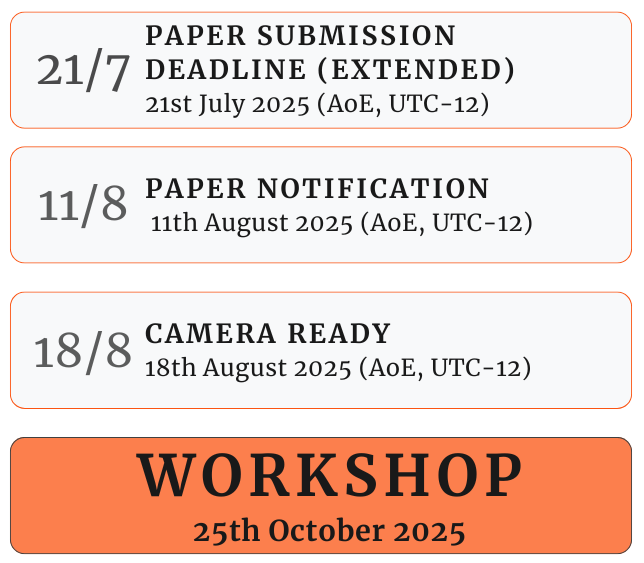 21/7
PAPER SUBMISSION
DEADLINE (EXTENDED)
21st July 2025 (AoE, UTC-12)
11/8
PAPER NOTIFICATION
11th August 2025 (AoE, UTC-12)
18/8
CAMERA READY
18th August 2025 (AoE, UTC-12)
WORKSHOP
25th October 2025